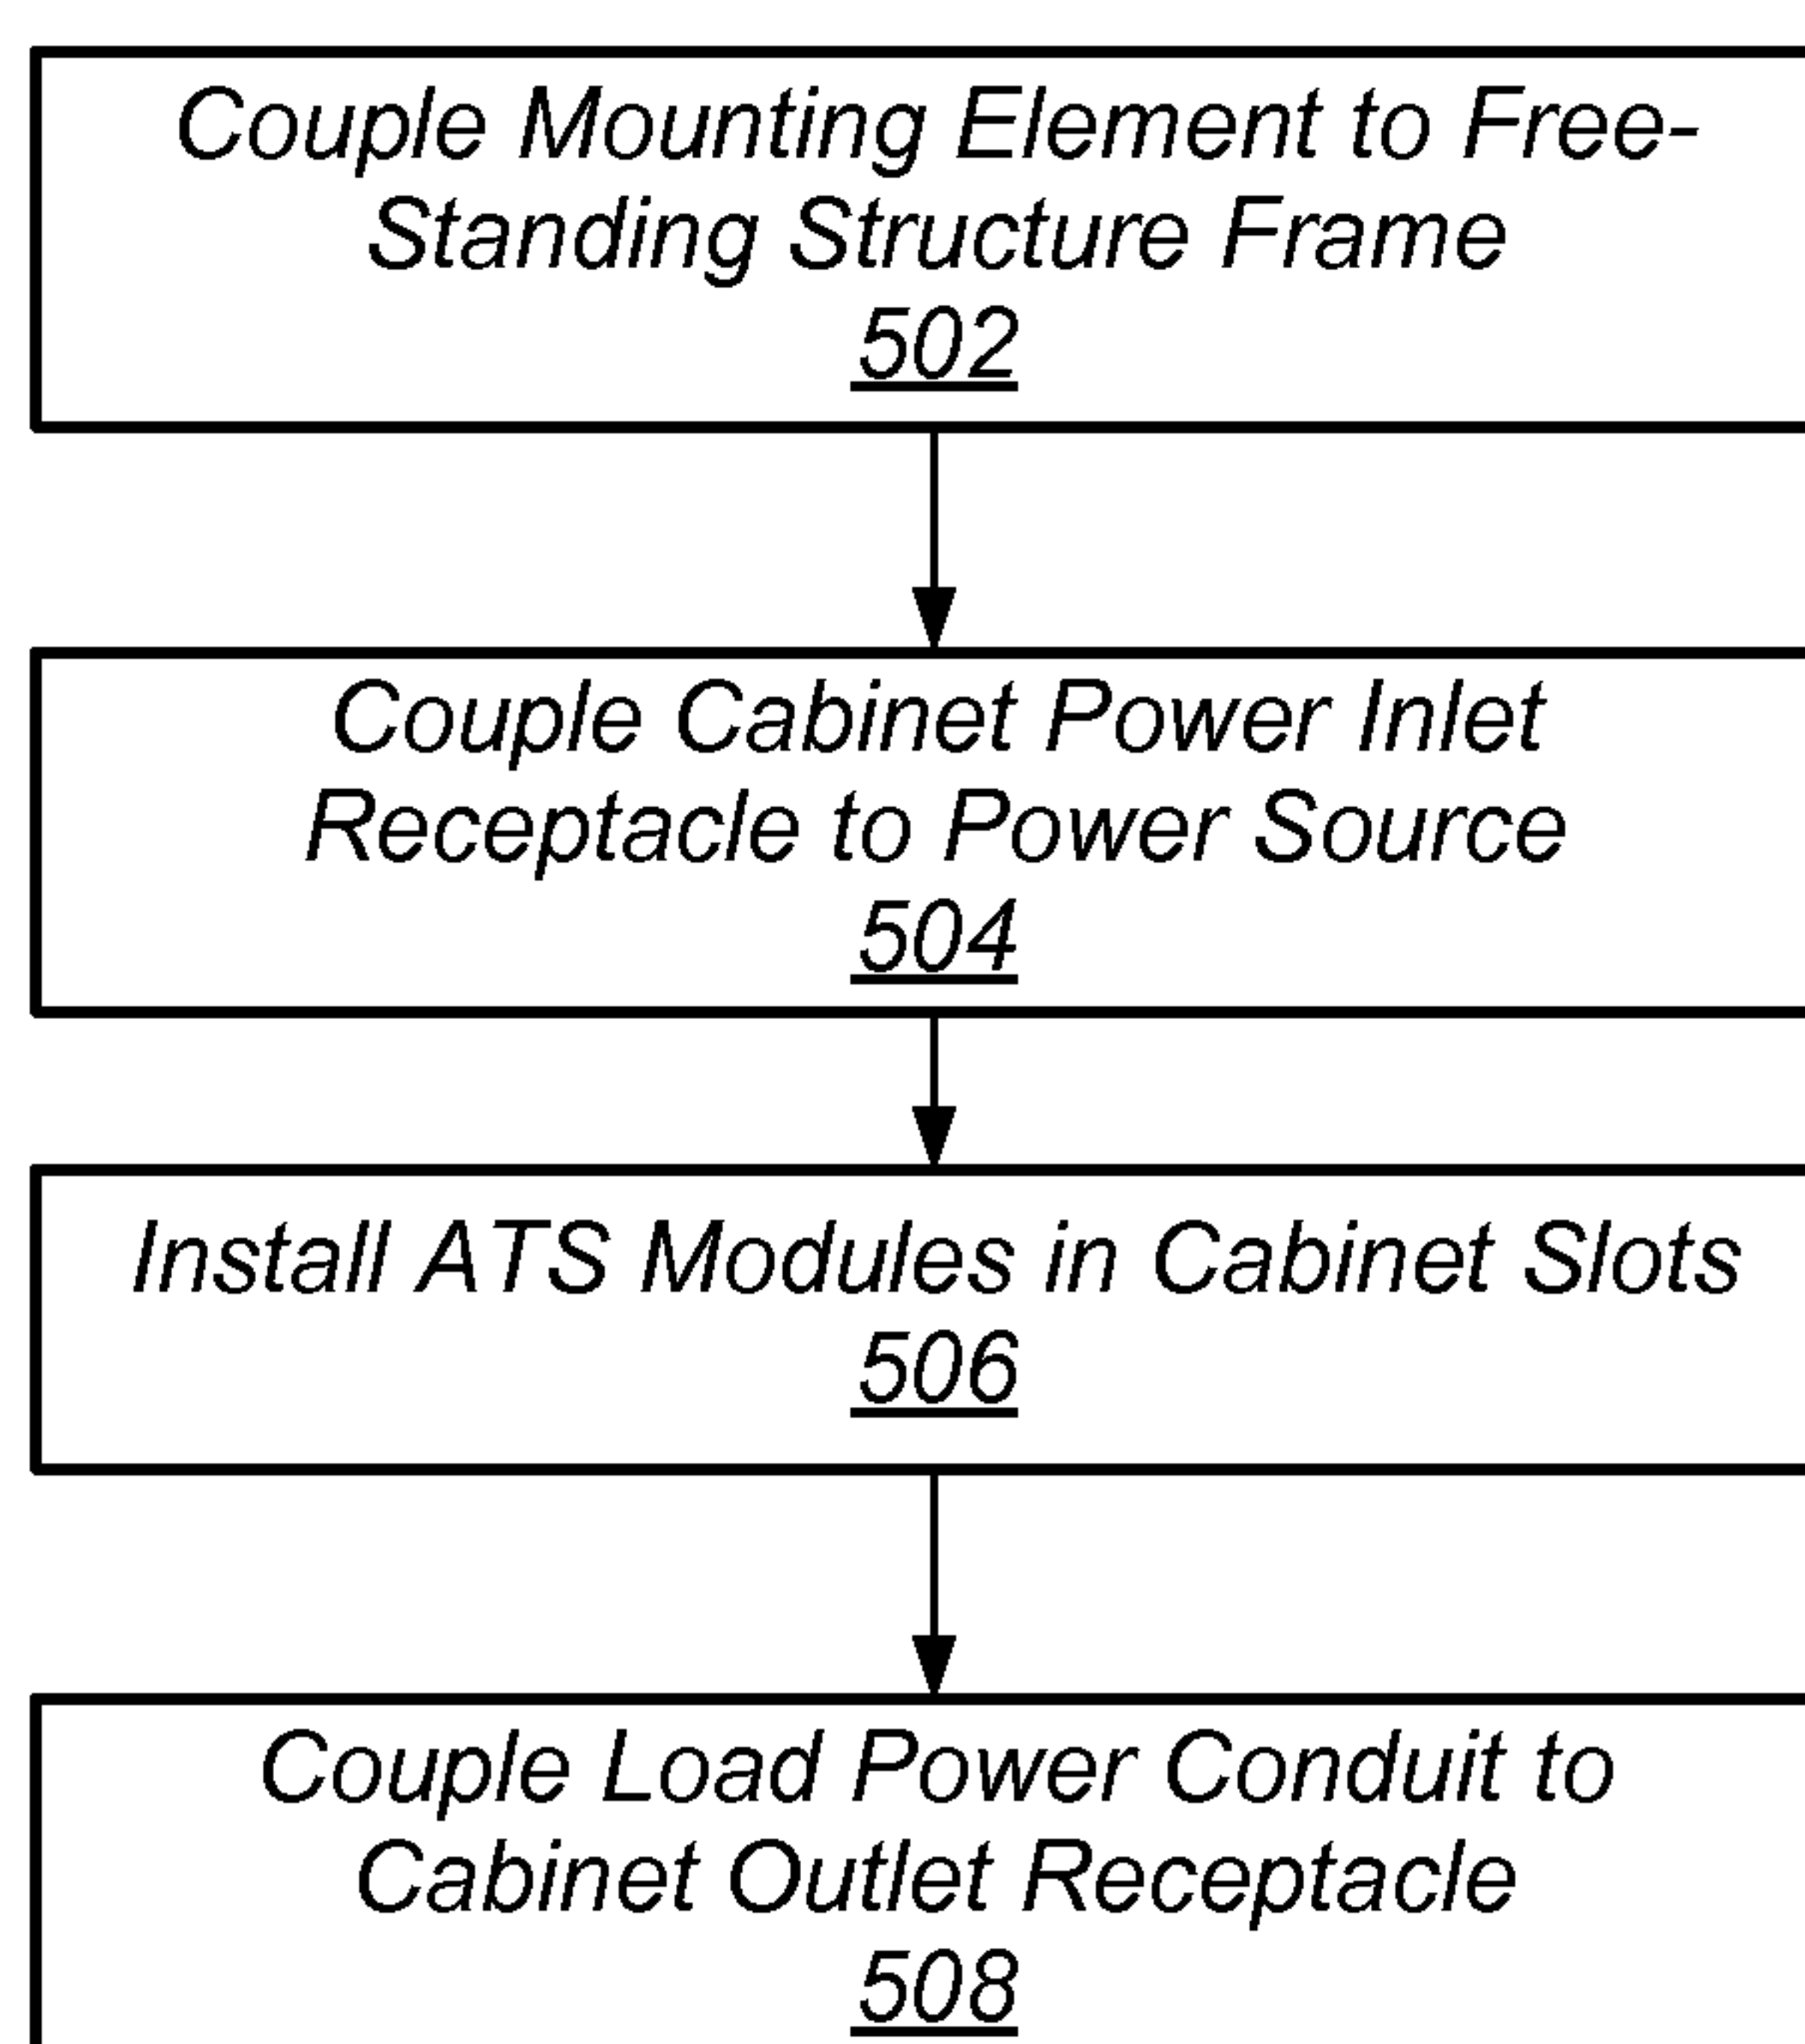 Couple Mounting Element to Free-
Standing Structure Frame
502
Couple Cabinet Power Inlet
Receptacle to Power Source
504
Install ATS Modules in Cabinet Slots
506
Couple Load Power Conduit to
Cabinet Outlet Receptacle
508